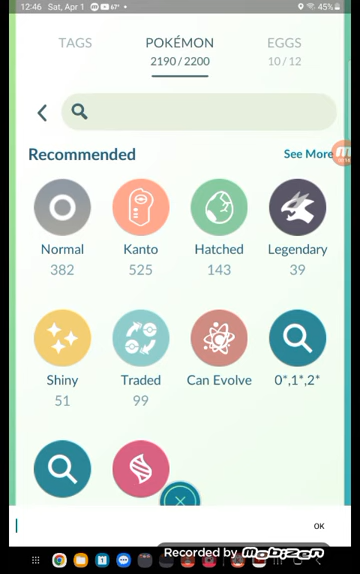 12:46 Sat, Apr 1 67° 45%
TAGS POKÉMON EGGS
2190 / 2200 10 / 12
Recommended See More
Normal Kanto Hatched Legendary
382 525 143 39
Shiny Traded Can Evolve 0*,1*,2*
51 99
OK
Recorded by Mobizen